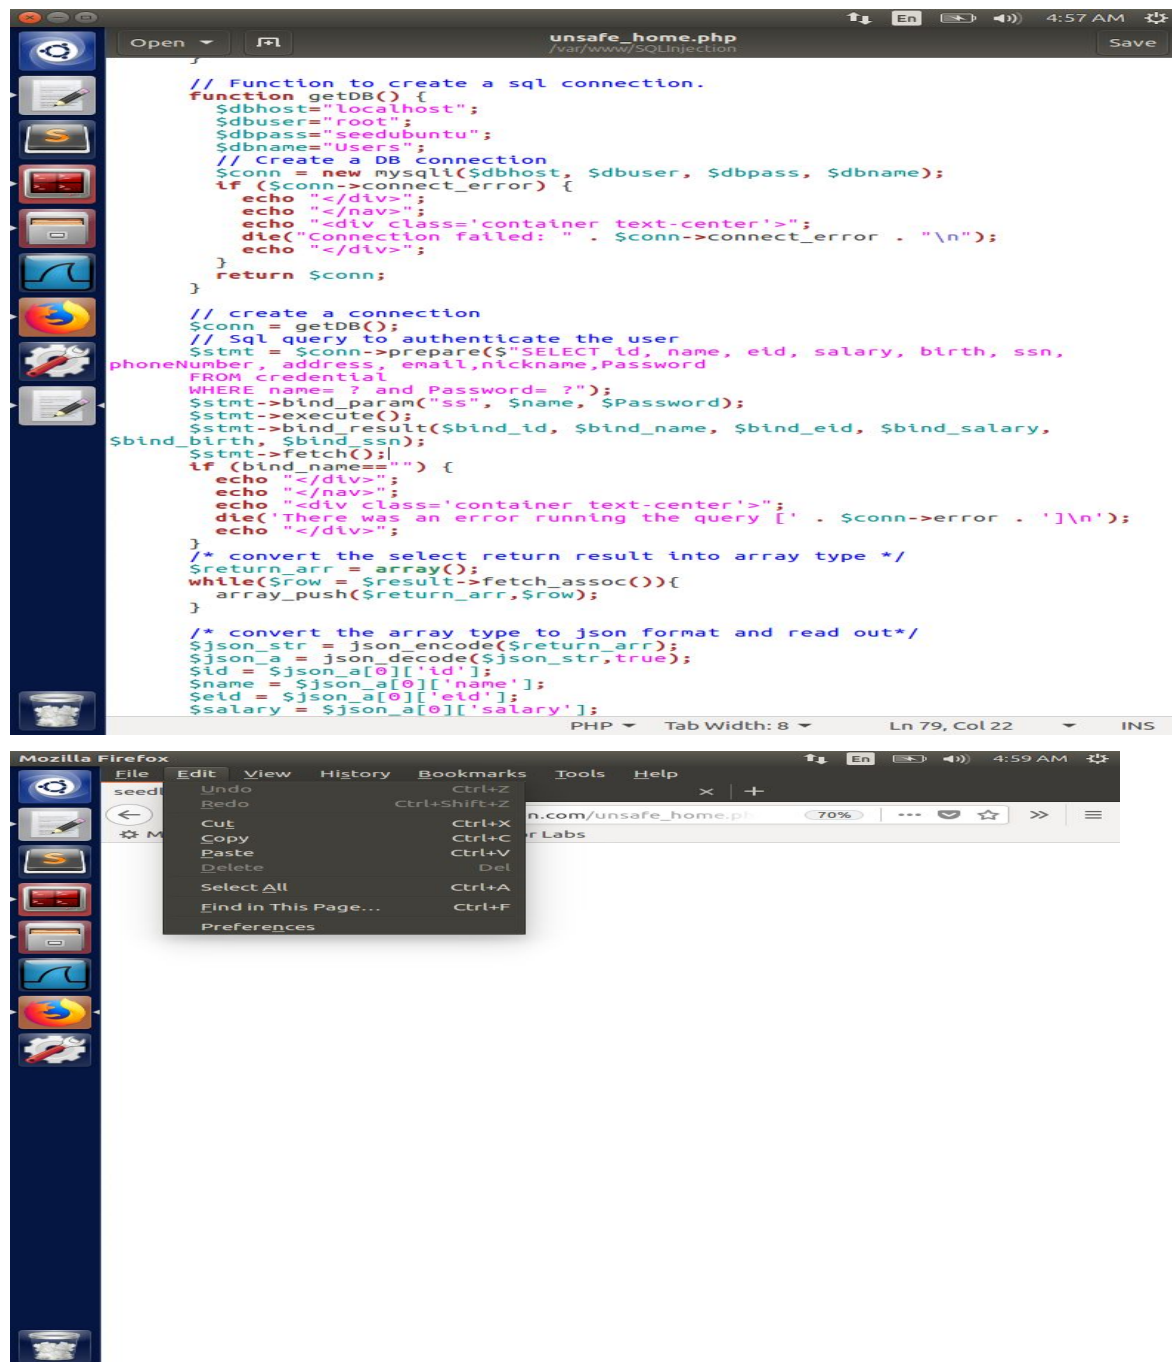 En 4:57 AM
Open unsafe_home.php Save
/var/www/SQLInjection
}
// Function to create a sql connection.
function getDB() {
$dbhost="localhost";
$dbuser="root";
$dbpass="seedubuntu";
$dbname="Users";
// Create a DB connection
$conn = new mysqli($dbhost, $dbuser, $dbpass, $dbname);
if ($conn->connect_error) {
echo "</div>";
echo "</nav>";
echo "<div class='container text-center'>";
die("Connection failed: " . $conn->connect_error . "\n");
echo "</div>";
}
return $conn;
}
// create a connection
$conn = getDB();
// Sql query to authenticate the user
$stmt = $conn->prepare($"SELECT id, name, eid, salary, birth, ssn,
phoneNumber, address, email,nickname,Password
FROM credential
WHERE name= ? and Password= ?");
$stmt->bind_param("ss", $name, $Password);
$stmt->execute();
$stmt->bind_result($bind_id, $bind_name, $bind_eid, $bind_salary,
$bind_birth, $bind_ssn);
$stmt->fetch();
if (bind_name=="") {
echo "</div>";
echo "</nav>";
echo "<div class='container text-center'>";
die('There was an error running the query [' . $conn->error . ']\n');
echo "</div>";
}
/* convert the select return result into array type */
$return_arr = array();
while($row = $result->fetch_assoc()){
array_push($return_arr,$row);
}
/* convert the array type to json format and read out*/
$json_str = json_encode($return_arr);
$json_a = json_decode($json_str,true);
$id = $json_a[0]['id'];
$name = $json_a[0]['name'];
$eid = $json_a[0]['eid'];
$salary = $json_a[0]['salary'];
PHP Tab Width: 8 Ln 79, Col 22 INS
Mozilla Firefox En 4:59 AM
File Edit View History Bookmarks Tools Help
seedl Undo Ctrl+Z
Redo Ctrl+Shift+Z
n.com/unsafe_home.ph 70%
Cut Ctrl+X
M Copy Ctrl+C r Labs
Paste Ctrl+V
Delete Del
Select All Ctrl+A
Find in This Page... Ctrl+F
Preferences